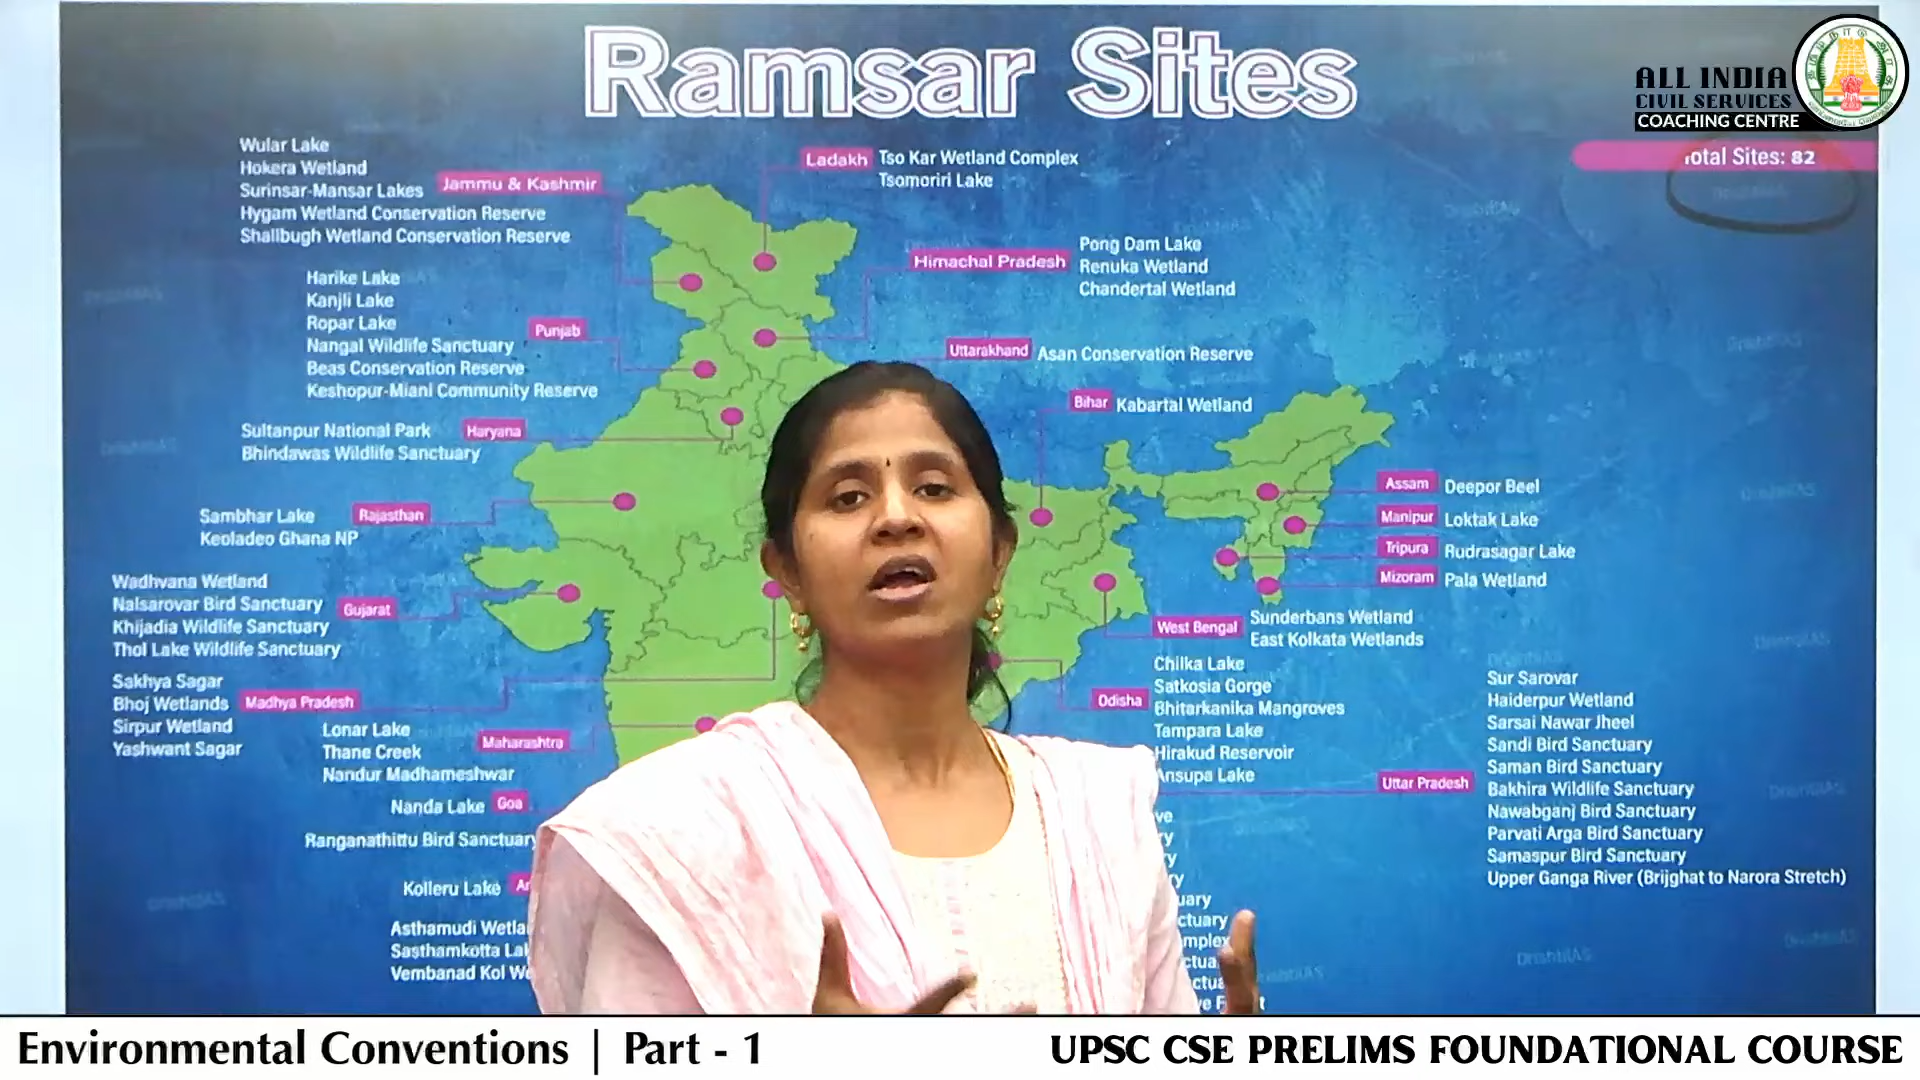 Ramsar Sites
ALL INDIA
CIVIL SERVICES
COACHING CENTRE
Total Sites: 82
Wular Lake
Hokera Wetland
Surinsar-Mansar Lakes
Hygam Wetland Conservation Reserve
Shallbugh Wetland Conservation Reserve
Jammu & Kashmir
Ladakh
Tso Kar Wetland Complex
Tsomoriri Lake
Himachal Pradesh
Pong Dam Lake
Renuka Wetland
Chandertal Wetland
Harike Lake
Kanjli Lake
Ropar Lake
Nangal Wildlife Sanctuary
Beas Conservation Reserve
Keshopur-Miani Community Reserve
Punjab
Uttarakhand
Asan Conservation Reserve
Bihar
Kabartal Wetland
Sultanpur National Park
Bhindawas Wildlife Sanctuary
Haryana
Sambhar Lake
Keoladeo Ghana NP
Rajasthan
Assam
Deepor Beel
Manipur
Loktak Lake
Tripura
Rudrasagar Lake
Mizoram
Pala Wetland
Wadhvana Wetland
Nalsarovar Bird Sanctuary
Khijadia Wildlife Sanctuary
Thol Lake Wildlife Sanctuary
Gujarat
West Bengal
Sunderbans Wetland
East Kolkata Wetlands
Sakhya Sagar
Bhoj Wetlands
Sirpur Wetland
Yashwant Sagar
Madhya Pradesh
Odisha
Chilka Lake
Satkosia Gorge
Bhitarkanika Mangroves
Tampara Lake
Hirakud Reservoir
Ansupa Lake
Lonar Lake
Thane Creek
Nandur Madhameshwar
Maharashtra
Uttar Pradesh
Sur Sarovar
Haiderpur Wetland
Sarsai Nawar Jheel
Sandi Bird Sanctuary
Saman Bird Sanctuary
Bakhira Wildlife Sanctuary
Nawabganj Bird Sanctuary
Parvati Arga Bird Sanctuary
Samaspur Bird Sanctuary
Upper Ganga River (Brijghat to Narora Stretch)
Nanda Lake
Goa
Ranganathittu Bird Sanctuary
Kolleru Lake
Asthamudi
Sasthamkotta
Vembanad Kol
Environmental Conventions | Part - 1
UPSC CSE PRELIMS FOUNDATIONAL COURSE